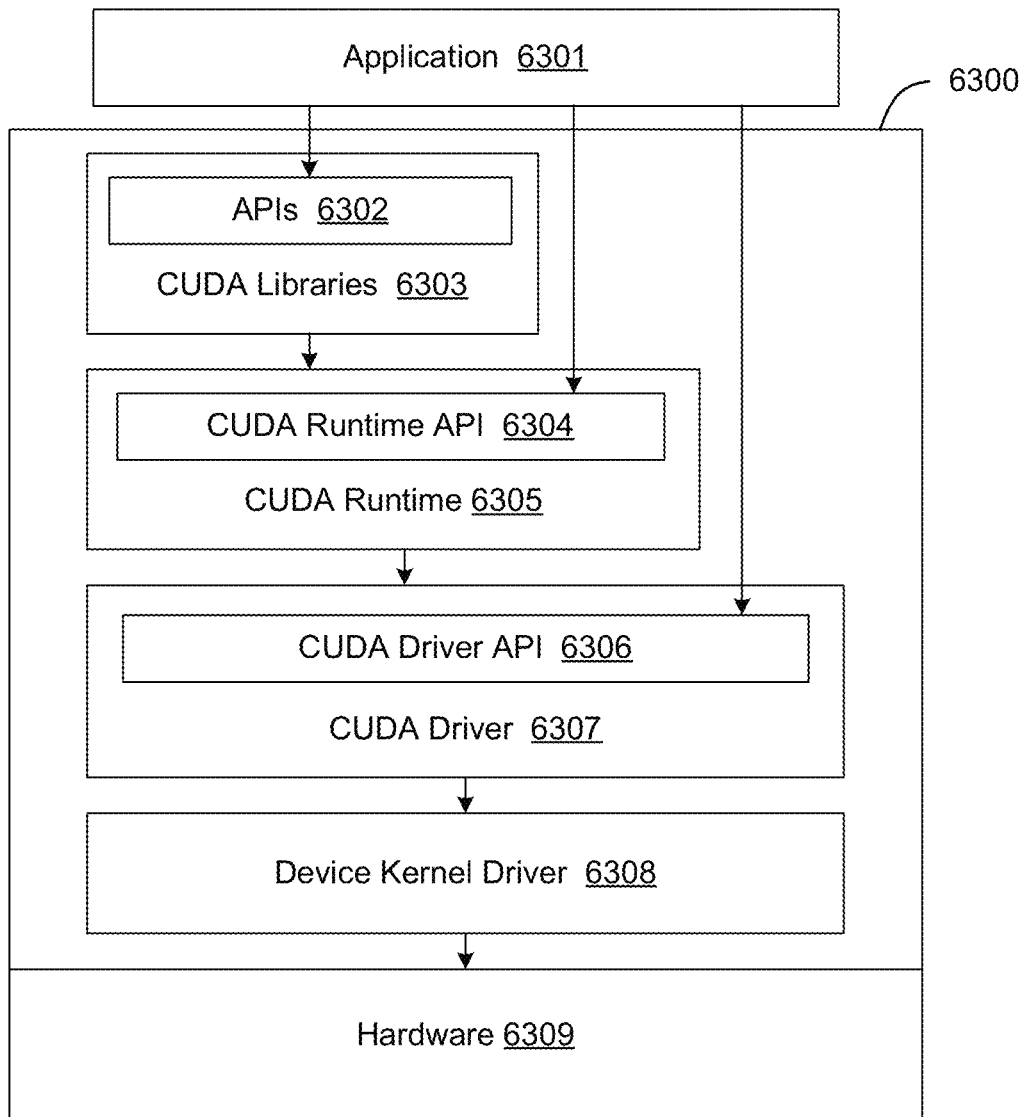 Application 6301
6300
APIs 6302
CUDA Libraries 6303
CUDA Runtime API 6304
CUDA Runtime 6305
CUDA Driver API 6306
CUDA Driver 6307
Device Kernel Driver 6308
Hardware 6309